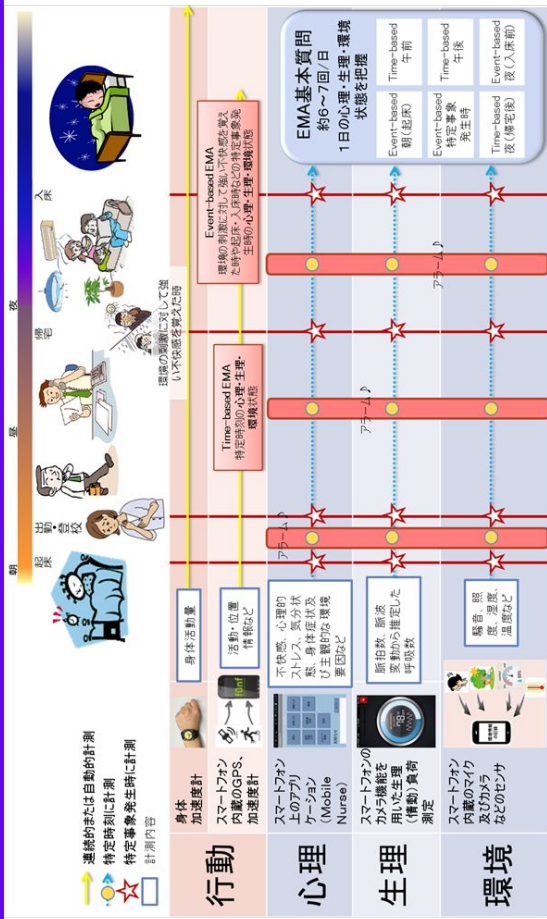 朝
昼
夜
起床
出勤・登校
帰宅
入床
環境の刺激に対して強
い不快感を覚えた時
連続的または自動的計測
特定時刻に計測
特定事象発生時に計測
計測内容
行動
身体
加速度計
身体活動量
スマートフォン
内蔵のGPS、
加速度計
活動・位置
情報など
Time-based EMA
特定時刻の心理・生理・
環境状態
Event-based EMA
環境の刺激に対して強い不快感を覚え
た時や起床・入床時などの特定事象発
生時の心理・生理・環境状態
心理
スマートフォン
上のアプリ
ケーション
(Mobile
Nurse)
不快感、心理的
ストレス、気分状
態、身体症状及
び主観的な環境
要因など
アラーム♪
生理
スマートフォンの
カメラ機能を
用いた生理
(情動)負荷
測定
脈拍数、脈波
変動から推定した
呼吸数
アラーム♪
環境
スマートフォン
内蔵のマイク
及びカメラ
などのセンサ
騒音、照
度、湿度、
温度など
アラーム♪
EMA基本質問
約6~7回/日
1日の心理・生理・環境
状態を把握
Event-based
朝(起床)
Time-based
午前
Event-based
特定事象
発生時
Time-based
午後
Time-based
夜(帰宅後)
Event-based
夜(入床前)